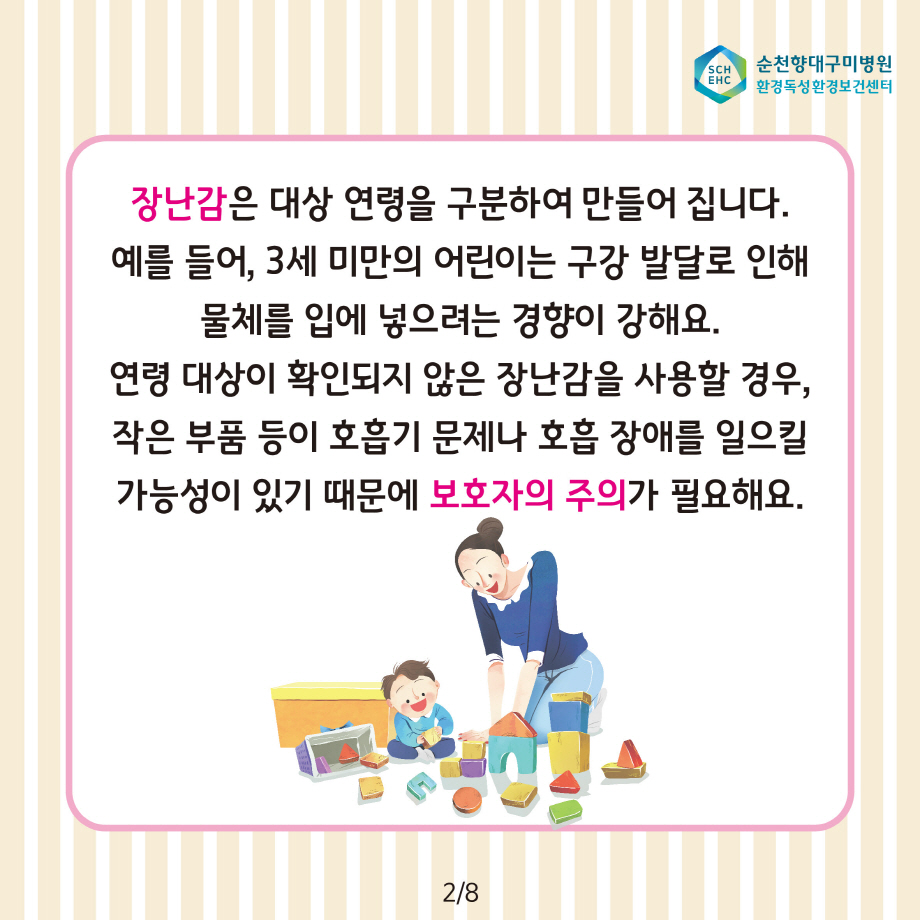 SCH
EHC
순천향대구미병원
환경독성환경보건센터
장난감은 대상 연령을 구분하여 만들어 집니다.
예를 들어, 3세 미만의 어린이는 구강 발달로 인해
물체를 입에 넣으려는 경향이 강해요.
연령 대상이 확인되지 않은 장난감을 사용할 경우,
작은 부품 등이 호흡기 문제나 호흡 장애를 일으킬
가능성이 있기 때문에 보호자의 주의가 필요해요.
2/8